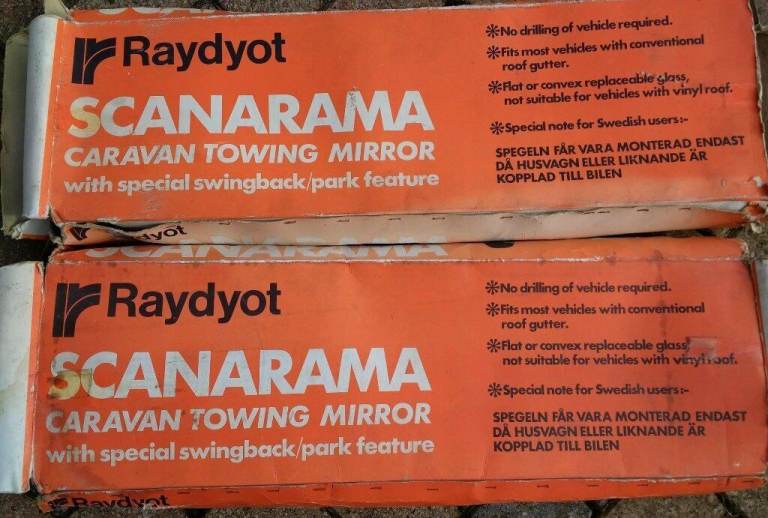 Raydyot
SCANARAMA
CARAVAN TOWING MIRROR
with special swingback/park feature
*No drilling of vehicle required.
*Fits most vehicles with conventional
roof gutter.
*Flat or convex replaceable glass,
not suitable for vehicles with vinyl roof.
*Special note for Swedish users:-
SPEGELN FÅR VARA MONTERAD ENDAST
DÅ HUSVAGN ELLER LIKNANDE ÄR
KOPPLAD TILL BILEN
Raydyot
SCANARAMA
Raydyot
SCANARAMA
CARAVAN TOWING MIRROR
with special swingback/park feature
*No drilling of vehicle required.
*Fits most vehicles with conventional
roof gutter.
*Flat or convex replaceable glass,
not suitable for vehicles with vinyl roof.
*Special note for Swedish users:-
SPEGELN FÅR VARA MONTERAD ENDAST
DÅ HUSVAGN ELLER LIKNANDE ÄR
KOPPLAD TILL BILEN
Raydyot